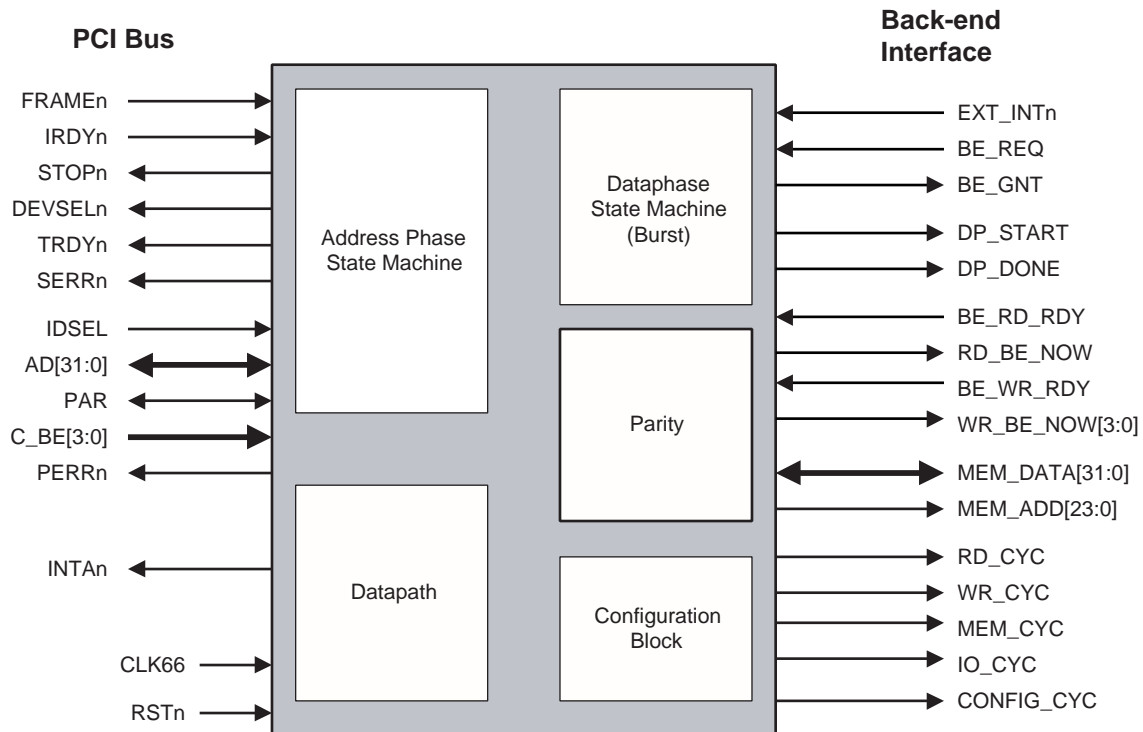 PCI Bus
FRAMEn
IRDYn
STOPn
DEVSELn
TRDYn
SERRn
IDSEL
AD[31:0]
PAR
C_BE[3:0]
PERRn
INTAn
CLK66
RSTn
Address Phase
State Machine
Datapath
Dataphase
State Machine
(Burst)
Parity
Configuration
Block
Back-end
Interface
EXT_INTn
BE_REQ
BE_GNT
DP_START
DP_DONE
BE_RD_RDY
RD_BE_NOW
BE_WR_RDY
WR_BE_NOW[3:0]
MEM_DATA[31:0]
MEM_ADD[23:0]
RD_CYC
WR_CYC
MEM_CYC
IO_CYC
CONFIG_CYC